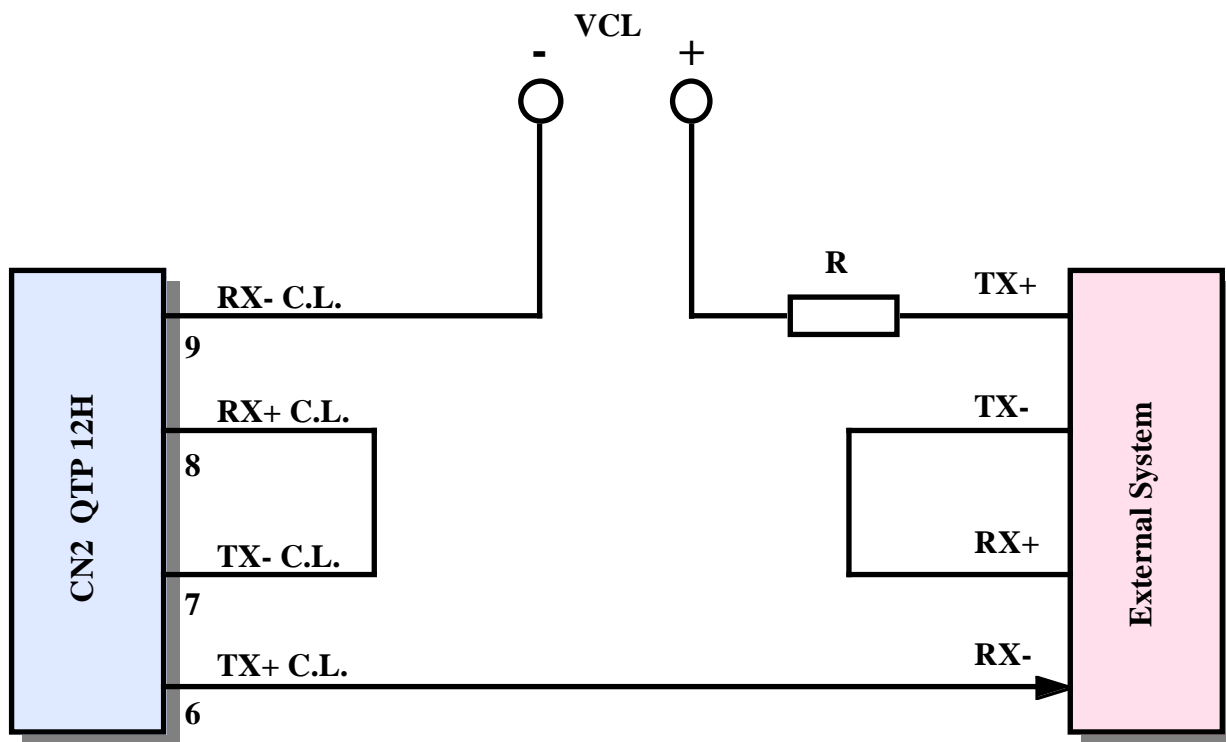 VCL
- +
R
RX- C.L.
TX+
9
RX+ C.L.
TX-
8
CN2 QTP 12H
External System
TX- C.L.
RX+
7
TX+ C.L.
RX-
6